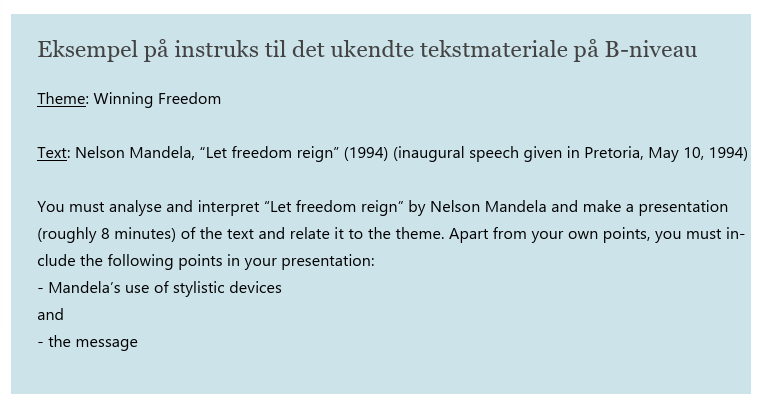 Eksempel på instruks til det ukendte tekstmateriale på B-niveau
Theme: Winning Freedom
Text: Nelson Mandela, “Let freedom reign” (1994) (inaugural speech given in Pretoria, May 10, 1994)
You must analyse and interpret “Let freedom reign” by Nelson Mandela and make a presentation
(roughly 8 minutes) of the text and relate it to the theme. Apart from your own points, you must in-
clude the following points in your presentation:
- Mandela’s use of stylistic devices
and
- the message